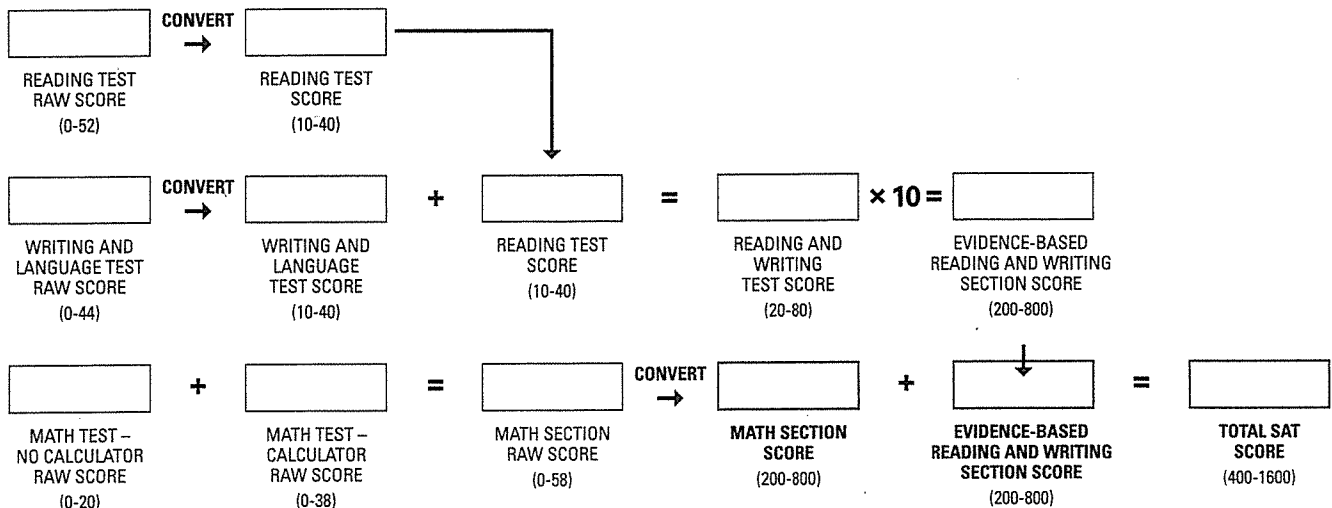 CONVERT
→
READING TEST
RAW SCORE
(0-52)
READING TEST
SCORE
(10-40)
CONVERT
→
+
=
× 10 =
WRITING AND
LANGUAGE TEST
RAW SCORE
(0-44)
WRITING AND
LANGUAGE
TEST SCORE
(10-40)
READING TEST
SCORE
(10-40)
READING AND
WRITING
TEST SCORE
(20-80)
EVIDENCE-BASED
READING AND WRITING
SECTION SCORE
(200-800)
+
=
CONVERT
→
+
=
MATH TEST –
NO CALCULATOR
RAW SCORE
(0-20)
MATH TEST –
CALCULATOR
RAW SCORE
(0-38)
MATH SECTION
RAW SCORE
(0-58)
MATH SECTION
SCORE
(200-800)
EVIDENCE-BASED
READING AND WRITING
SECTION SCORE
(200-800)
TOTAL SAT
SCORE
(400-1600)